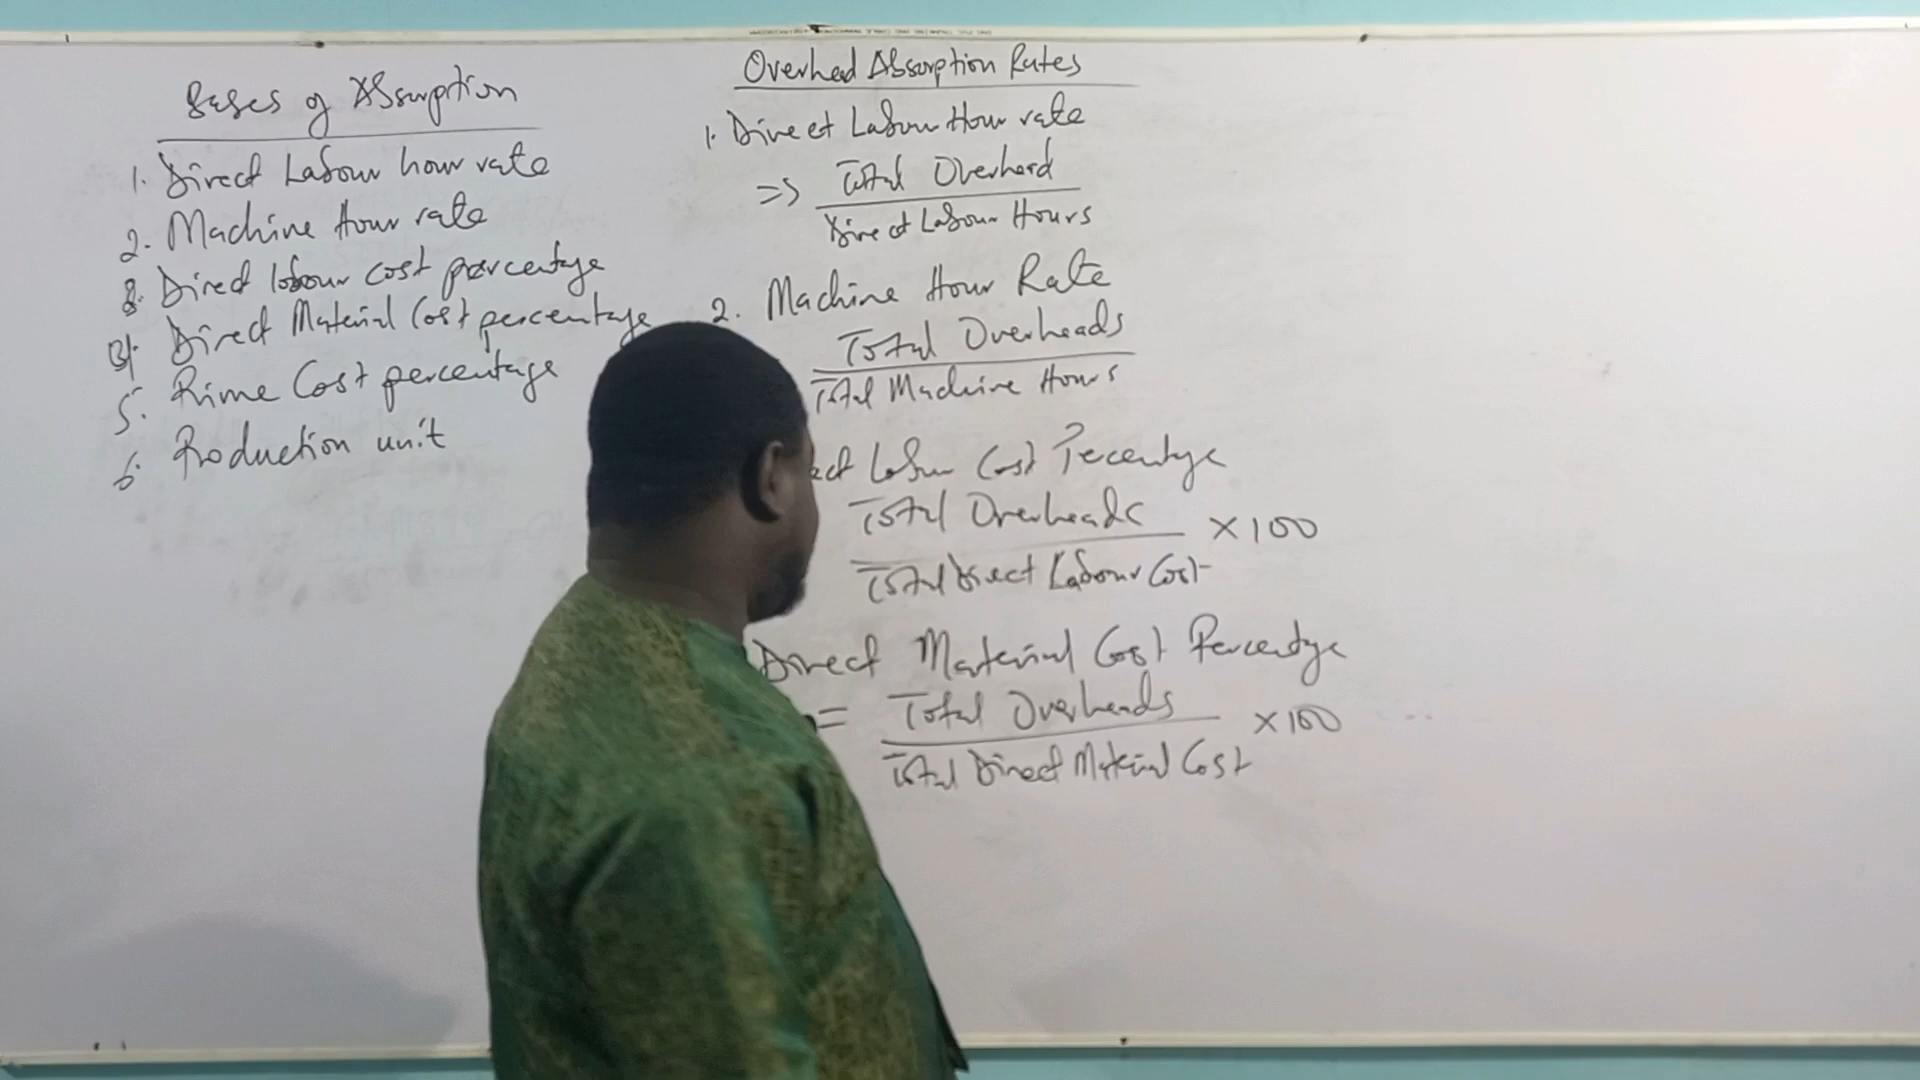 Bases of Absorption
1. Direct Labour hour rate
2. Machine Hour rate
3. Direct labour cost percentage
4. Direct Material Cost percentage
5. Prime Cost percentage
6. Production unit
Overhead Absorption Rates
1. Direct Labour Hour rate
=> Total Overhead
Direct Labour Hours
2. Machine Hour Rate
Total Overheads
Total Machine Hours
ect Labour Cost Pecentage
Total Overheads × 100
Total Direct Labour Cost
Direct Material Cost Percentage
= Total Overheads × 100
Total Direct Material Cost